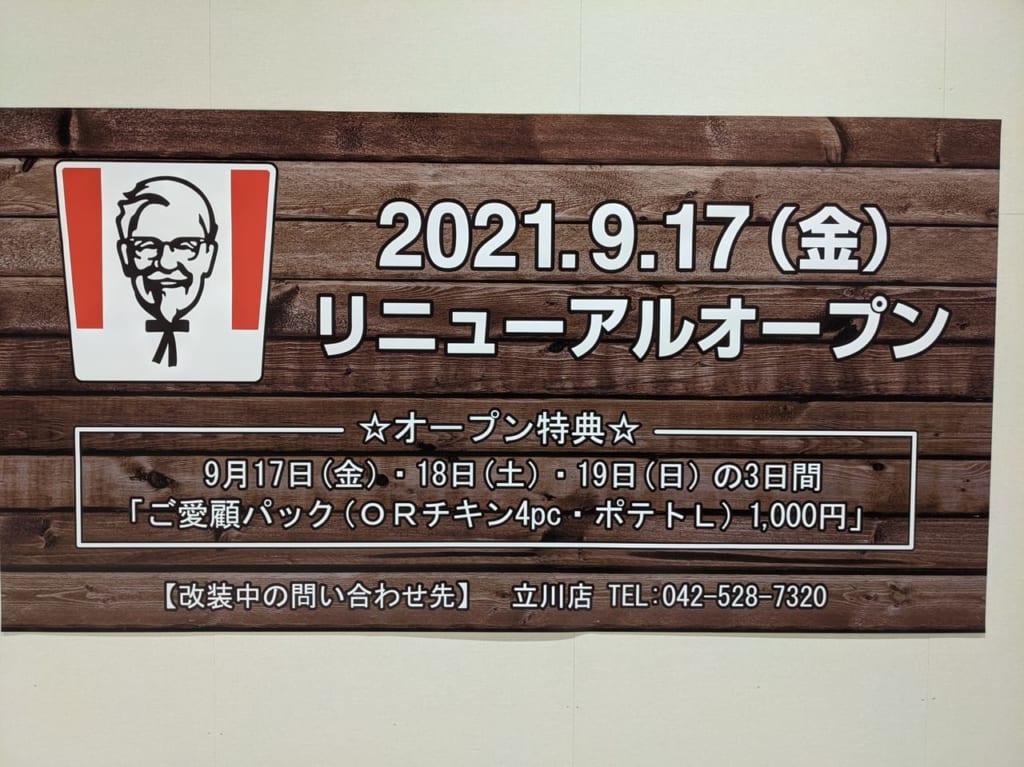 2021.9.17(金)
リニューアルオープン
☆オープン特典☆
9月17日(金)・18日(土)・19日(日)の3日間
「ご愛顧パック(ORチキン4pc・ポテトL)1,000円」
【改装中の問い合わせ先】 立川店 TEL:042-528-7320